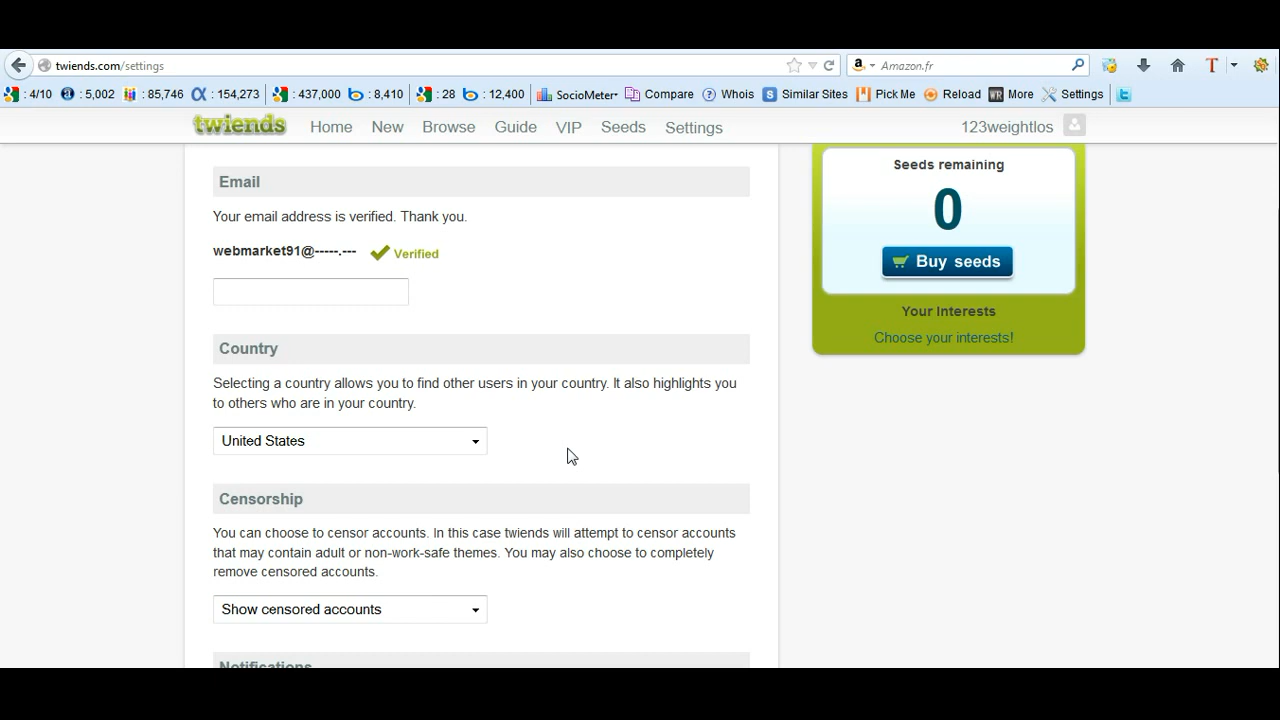 twiends.com/settings
Amazon.fr
: 4/10 : 5,002 : 85,746 : 154,273 : 437,000 : 8,410 : 28 : 12,400 SocioMeter Compare Whois Similar Sites Pick Me Reload More Settings
twiends Home New Browse Guide VIP Seeds Settings 123weightlos
Email
Your email address is verified. Thank you.
webmarket91@-----.--- Verified
Country
Selecting a country allows you to find other users in your country. It also highlights you
to others who are in your country.
United States
Censorship
You can choose to censor accounts. In this case twiends will attempt to censor accounts
that may contain adult or non-work-safe themes. You may also choose to completely
remove censored accounts.
Show censored accounts
Notifications
Seeds remaining
0
Buy seeds
Your Interests
Choose your interests!